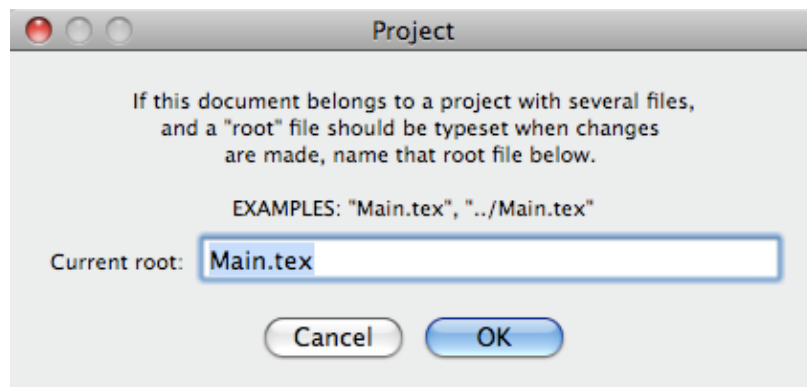 Project
If this document belongs to a project with several files,
and a "root" file should be typeset when changes
are made, name that root file below.
EXAMPLES: "Main.tex", "../Main.tex"
Current root: Main.tex
Cancel OK